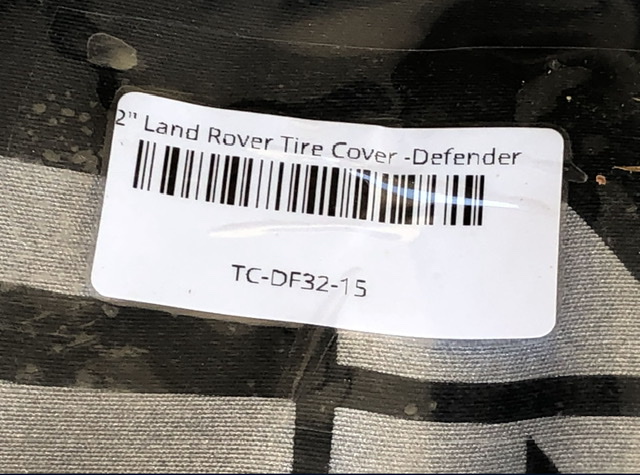 2" Land Rover Tire Cover -Defender
TC-DF32-15